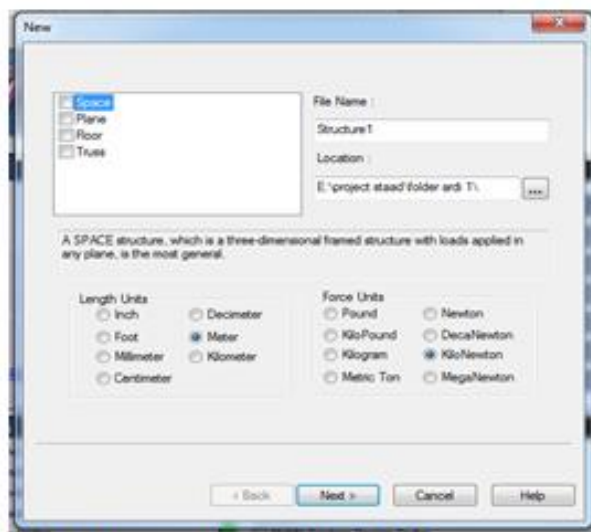 New
Space
Plane
Floor
Truss
File Name :
Structure1
Location :
E:\project staad\folder ardi 1\
...
A SPACE structure, which is a three-dimensional framed structure with loads applied in
any plane, is the most general.
Length Units
Inch
Decimeter
Foot
Meter
Millimeter
Kilometer
Centimeter
Force Units
Pound
Newton
KiloPound
DecaNewton
Kilogram
KiloNewton
Metric Ton
MegaNewton
< Back
Next >
Cancel
Help